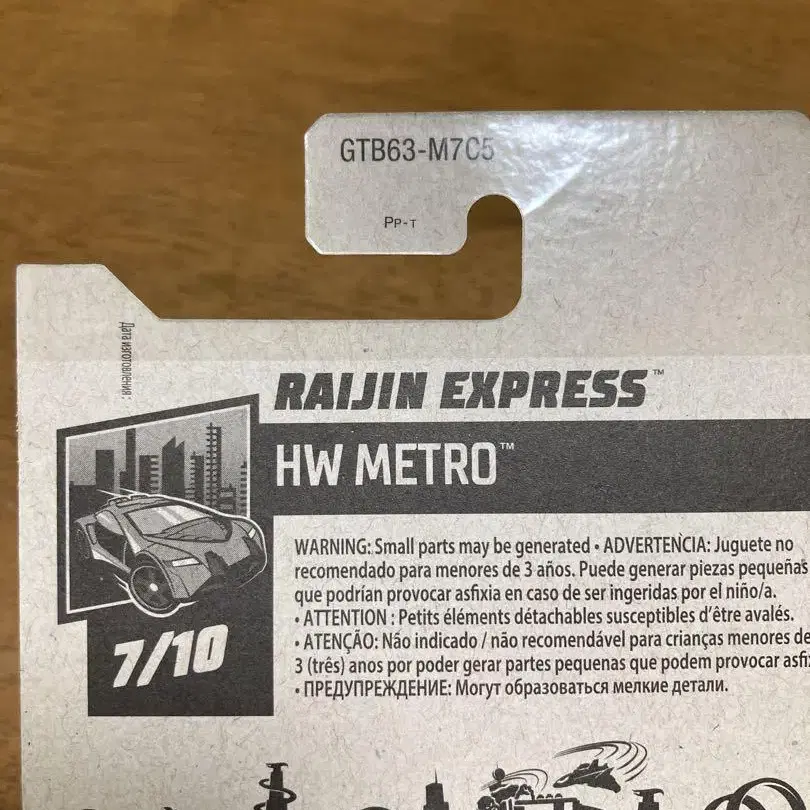 GTB63-M7C5
PP-T
Дата изготовления :
RAIJIN EXPRESS™
HW METRO™
WARNING: Small parts may be generated • ADVERTENCIA: Juguete no
recomendado para menores de 3 años. Puede generar piezas pequeñas
que podrían provocar asfixia en caso de ser ingeridas por el niño/a.
• ATTENTION : Petits éléments détachables susceptibles d'être avalés.
• ATENÇÃO: Não indicado / não recomendável para crianças menores de
3 (três) anos por poder gerar partes pequenas que podem provocar asfi
• ПРЕДУПРЕЖДЕНИЕ: Могут образоваться мелкие детали.
7/10